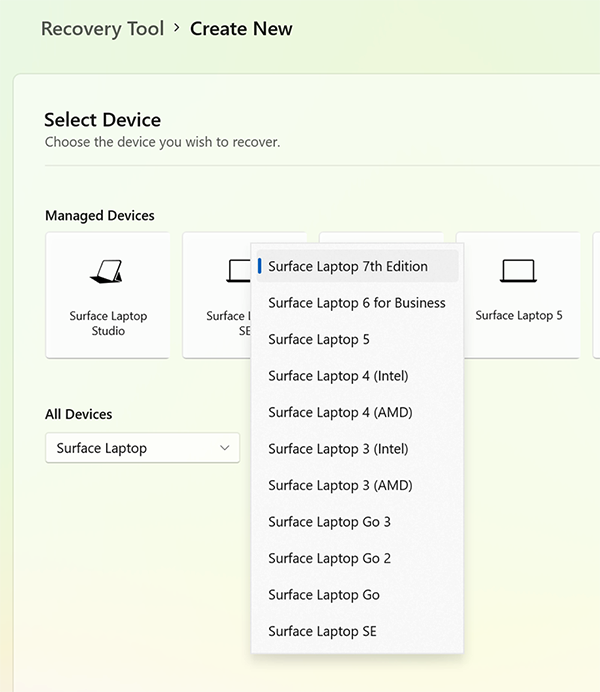 Recovery Tool > Create New
Select Device
Choose the device you wish to recover.
Managed Devices
Surface Laptop
Studio
Surface L
SE
Surface Laptop 5
All Devices
Surface Laptop
Surface Laptop 7th Edition
Surface Laptop 6 for Business
Surface Laptop 5
Surface Laptop 4 (Intel)
Surface Laptop 4 (AMD)
Surface Laptop 3 (Intel)
Surface Laptop 3 (AMD)
Surface Laptop Go 3
Surface Laptop Go 2
Surface Laptop Go
Surface Laptop SE